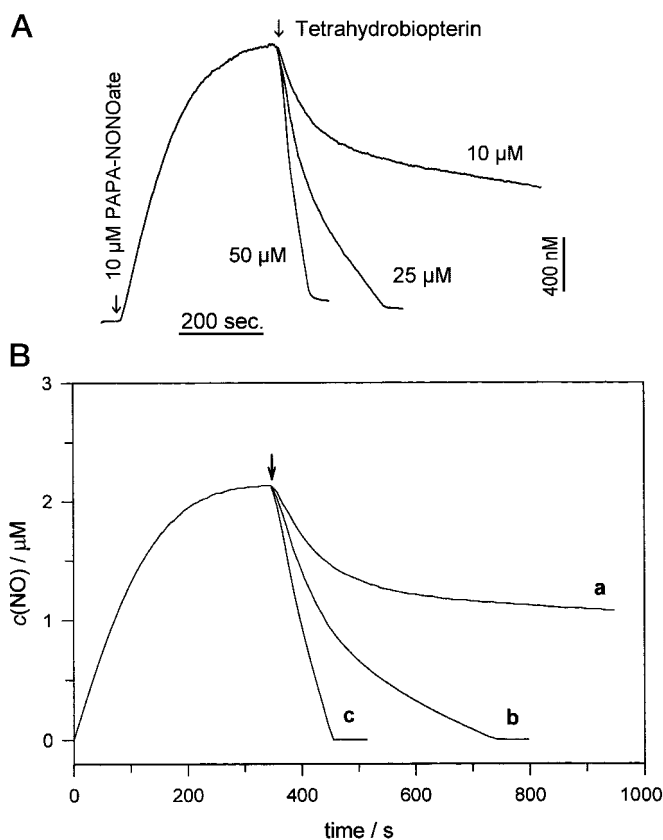 A
↓ Tetrahydrobiopterin
10 µM PAPA-NONOate
↓
10 µM
50 µM
25 µM
400 nM
200 sec.
B
3
2
1
0
c(NO) / µM
a
b
c
0
200
400
600
800
1000
time / s